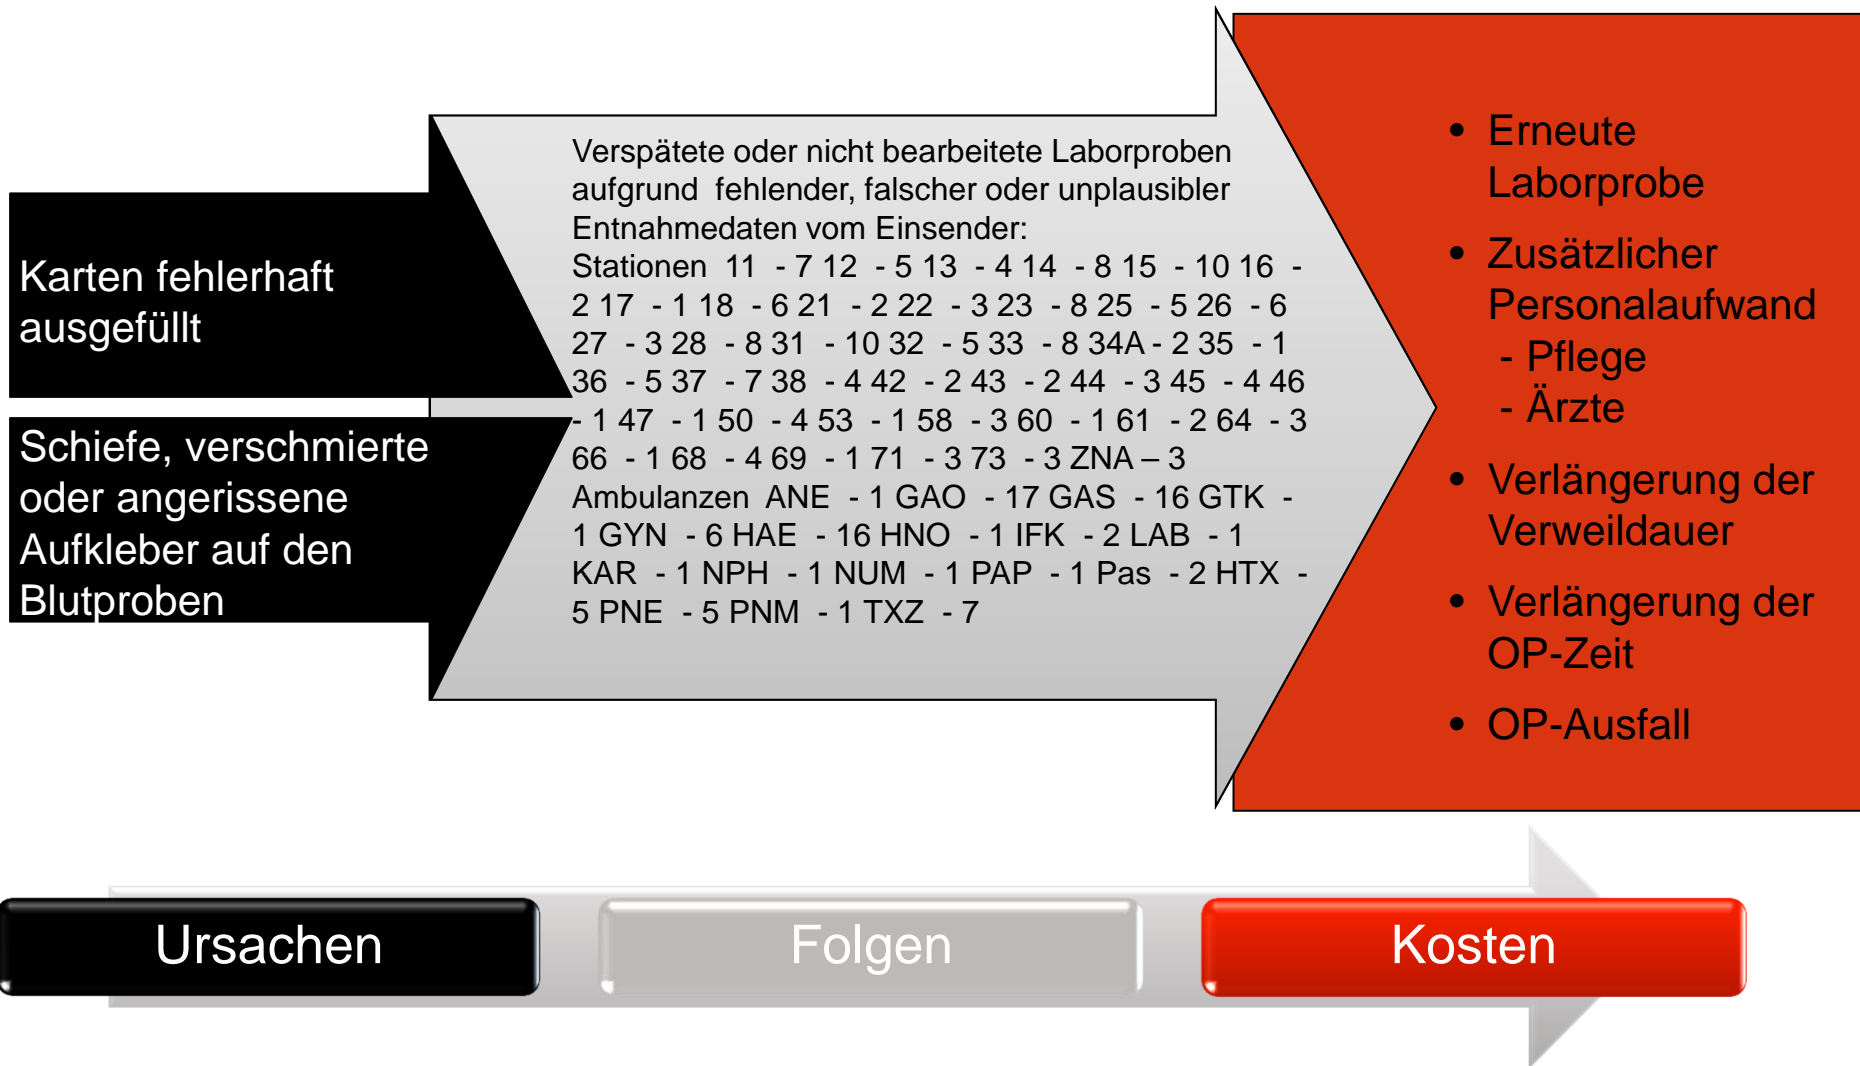 Karten fehlerhaft
ausgefüllt
Schiefe, verschmierte
oder angerissene
Aufkleber auf den
Blutproben
Verspätete oder nicht bearbeitete Laborproben
aufgrund  fehlender, falscher oder unplausibler
Entnahmedaten vom Einsender:
Stationen  11  - 7 12  - 5 13  - 4 14  - 8 15  - 10 16  -
2 17  - 1 18  - 6 21  - 2 22  - 3 23  - 8 25  - 5 26  - 6
27  - 3 28  - 8 31  - 10 32  - 5 33  - 8 34A - 2 35  - 1
36  - 5 37  - 7 38  - 4 42  - 2 43  - 2 44  - 3 45  - 4 46
- 1 47  - 1 50  - 4 53  - 1 58  - 3 60  - 1 61  - 2 64  - 3
66  - 1 68  - 4 69  - 1 71  - 3 73  - 3 ZNA – 3
Ambulanzen  ANE  - 1 GAO  - 17 GAS  - 16 GTK  -
1 GYN  - 6 HAE  - 16 HNO  - 1 IFK  - 2 LAB  - 1
KAR  - 1 NPH  - 1 NUM  - 1 PAP  - 1 Pas  - 2 HTX  -
5 PNE  - 5 PNM  - 1 TXZ  - 7
• Erneute
Laborprobe
• Zusätzlicher
Personalaufwand
- Pflege
- Ärzte
• Verlängerung der
Verweildauer
• Verlängerung der
OP-Zeit
• OP-Ausfall
Ursachen
Folgen
Kosten